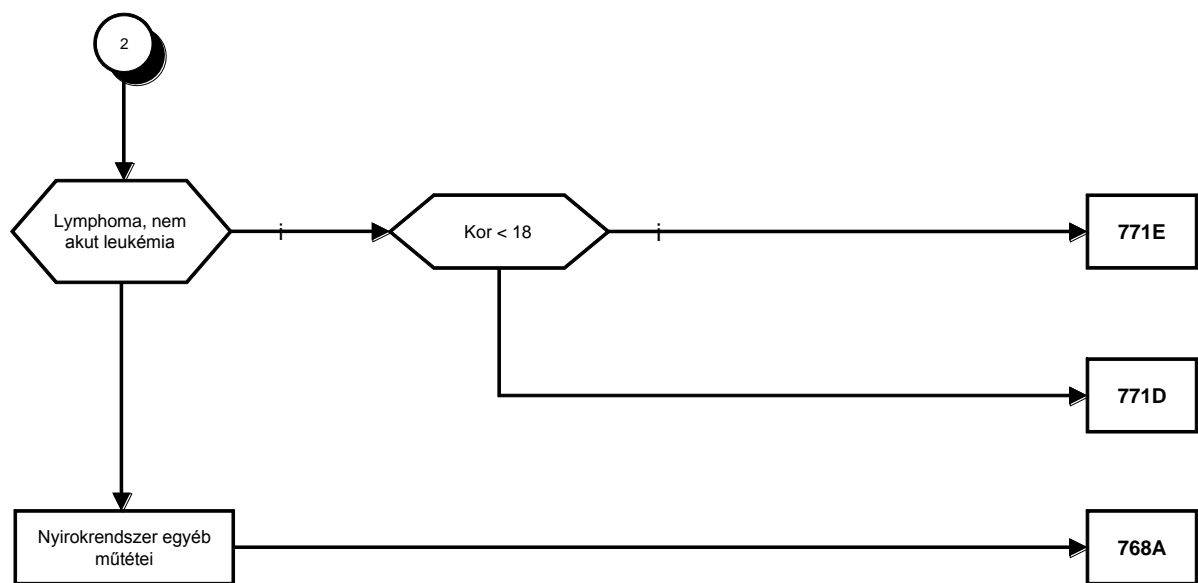 2
Lymphoma, nem
akut leukémia
i
Kor < 18
i
771E
771D
Nyirokrendszer egyéb
műtétei
768A